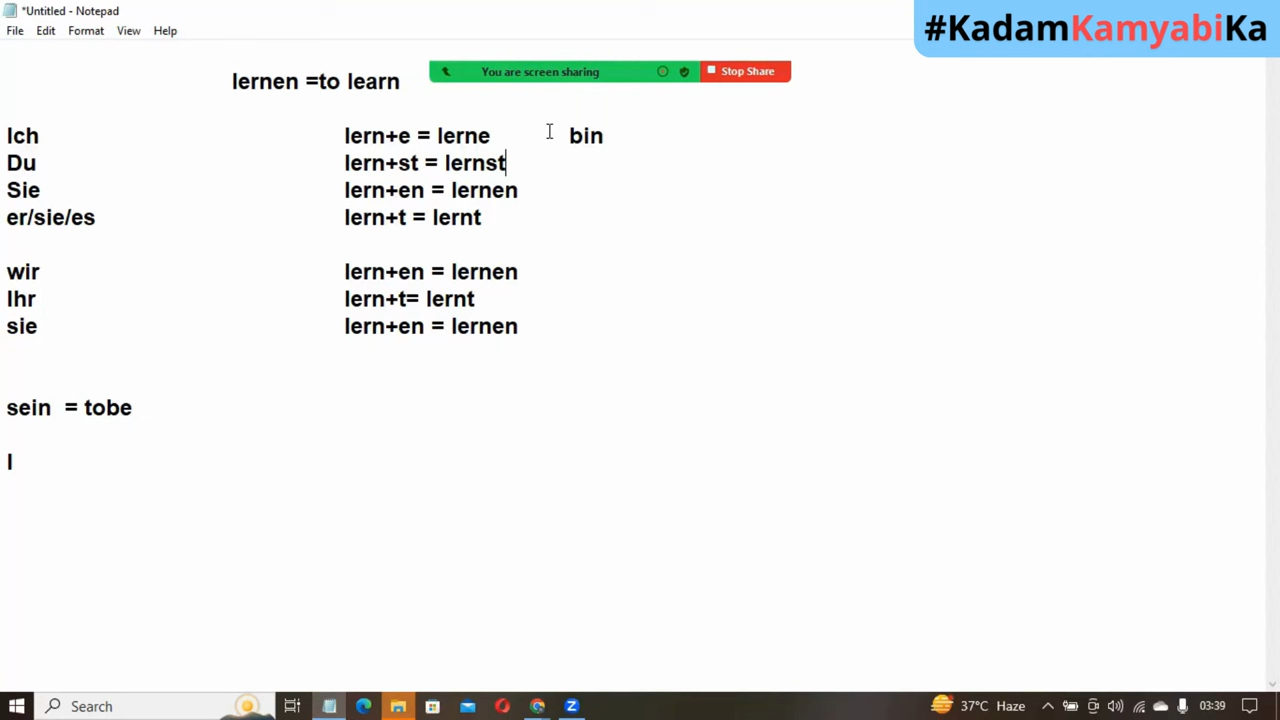 *Untitled - Notepad
File Edit Format View Help
#KadamKamyabiKa
You are screen sharing Stop Share
lernen =to learn
Ich lern+e = lerne bin
Du lern+st = lernst
Sie lern+en = lernen
er/sie/es lern+t = lernt
wir lern+en = lernen
Ihr lern+t= lernt
sie lern+en = lernen
sein = tobe
I
Search 37°C Haze 03:39